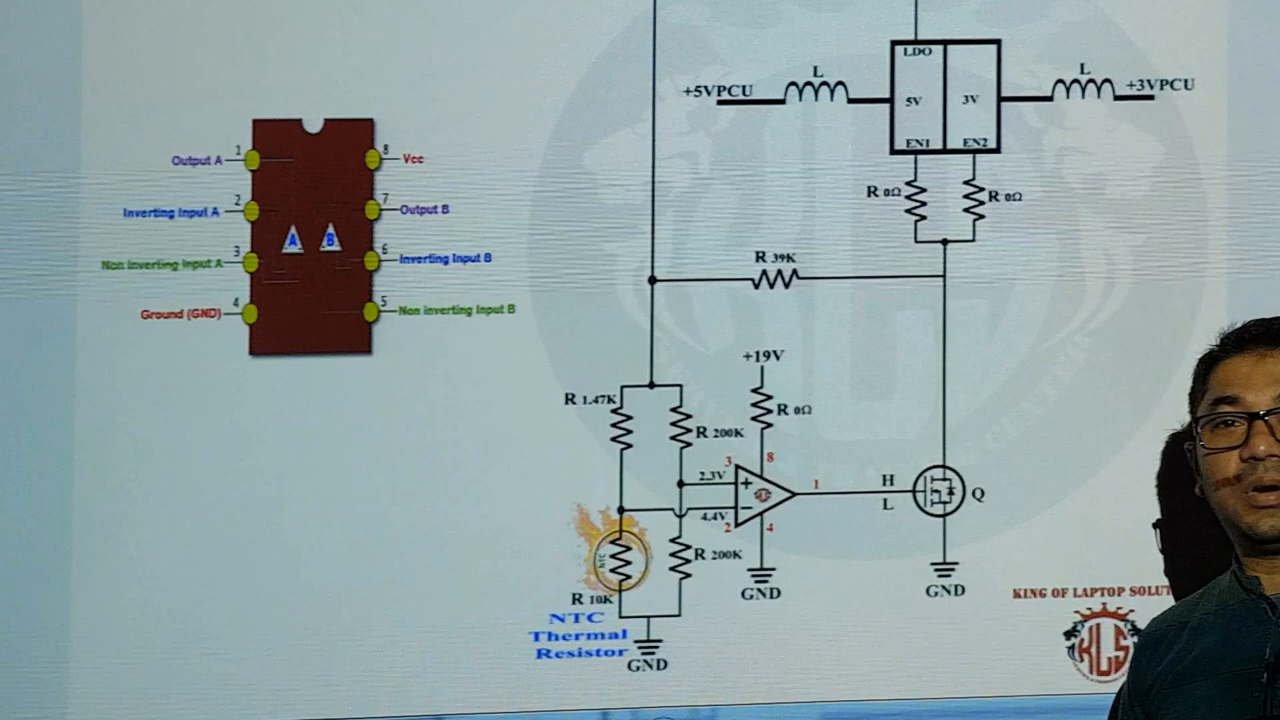 Output A
1
8
Vcc
Inverting Input A
2
7
Output B
A
B
Non inverting Input A
3
6
Inverting Input B
Ground (GND)
4
5
Non inverting Input B
LDO
+5VPCU
L
5V
3V
L
+3VPCU
EN1
EN2
R 0Ω
R 0Ω
R 39K
+19V
R 1.47K
R 0Ω
R 200K
3
8
2.3V
+
1
H
L
Q
4.4V
−
2
4
NTC
R 200K
R 10K
GND
GND
NTC
Thermal
Resistor
GND
KING OF LAPTOP SOLUT
KLS